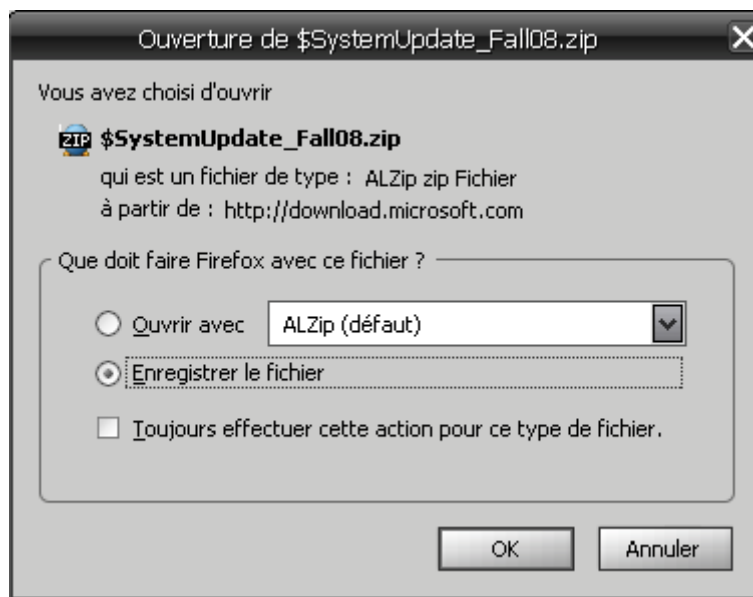 Ouverture de $SystemUpdate_Fall08.zip
Vous avez choisi d'ouvrir
ZIP $SystemUpdate_Fall08.zip
qui est un fichier de type : ALZip zip Fichier
à partir de : http://download.microsoft.com
Que doit faire Firefox avec ce fichier ?
Ouvrir avec ALZip (défaut)
Enregistrer le fichier
Toujours effectuer cette action pour ce type de fichier.
OK Annuler